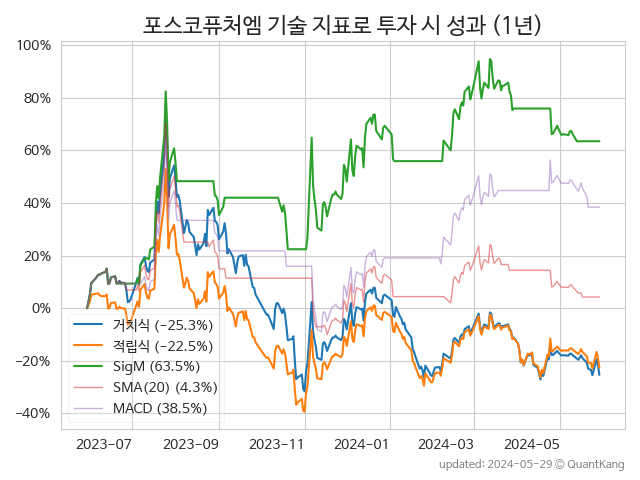 포스코퓨처엠 기술 지표로 투자 시 성과 (1년)
100%
80%
60%
40%
20%
0%
−20%
−40%
거치식 (−25.3%)
적립식 (−22.5%)
SigM (63.5%)
SMA(20) (4.3%)
MACD (38.5%)
2023−07 2023−09 2023−11 2024−01 2024−03 2024−05
updated: 2024-05-29 © QuantKang